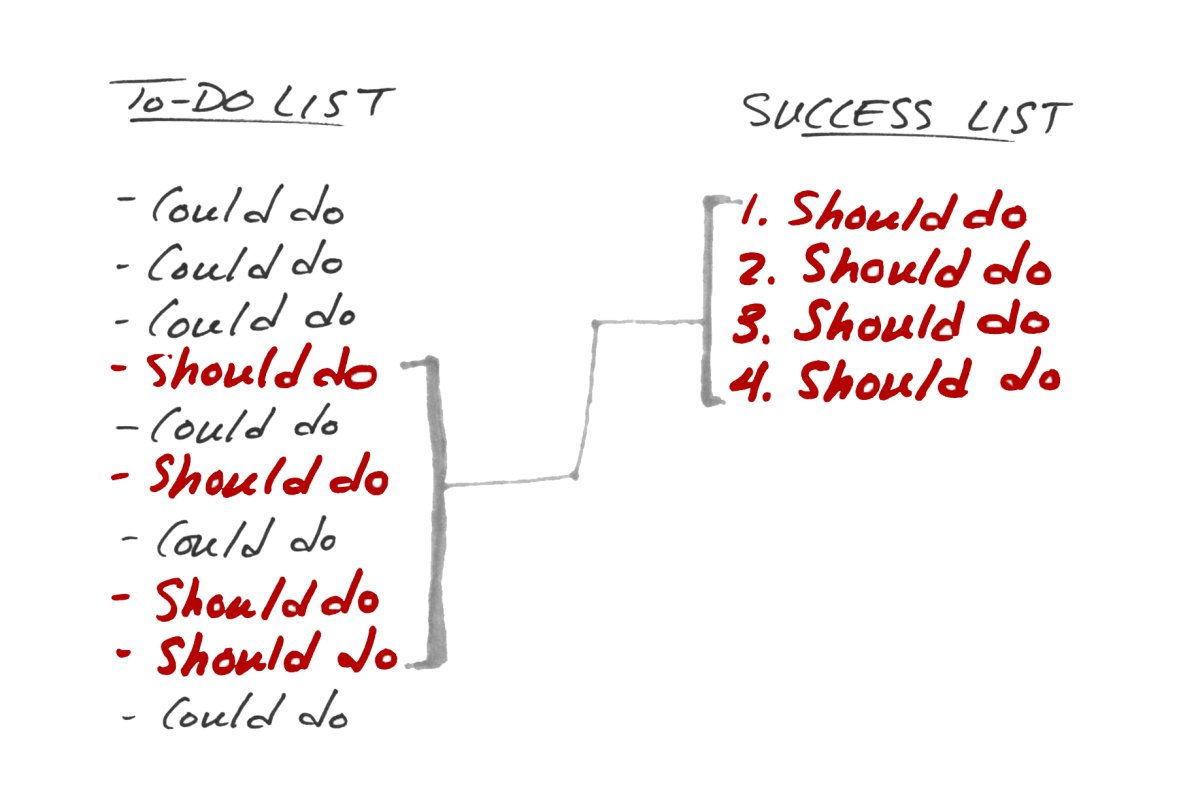 TO-DO LIST
- Could do
- Could do
- Could do
- Should do
- Could do
- Should do
- Could do
- Should do
- Should do
- Could do
SUCCESS LIST
1. Should do
2. Should do
3. Should do
4. Should do